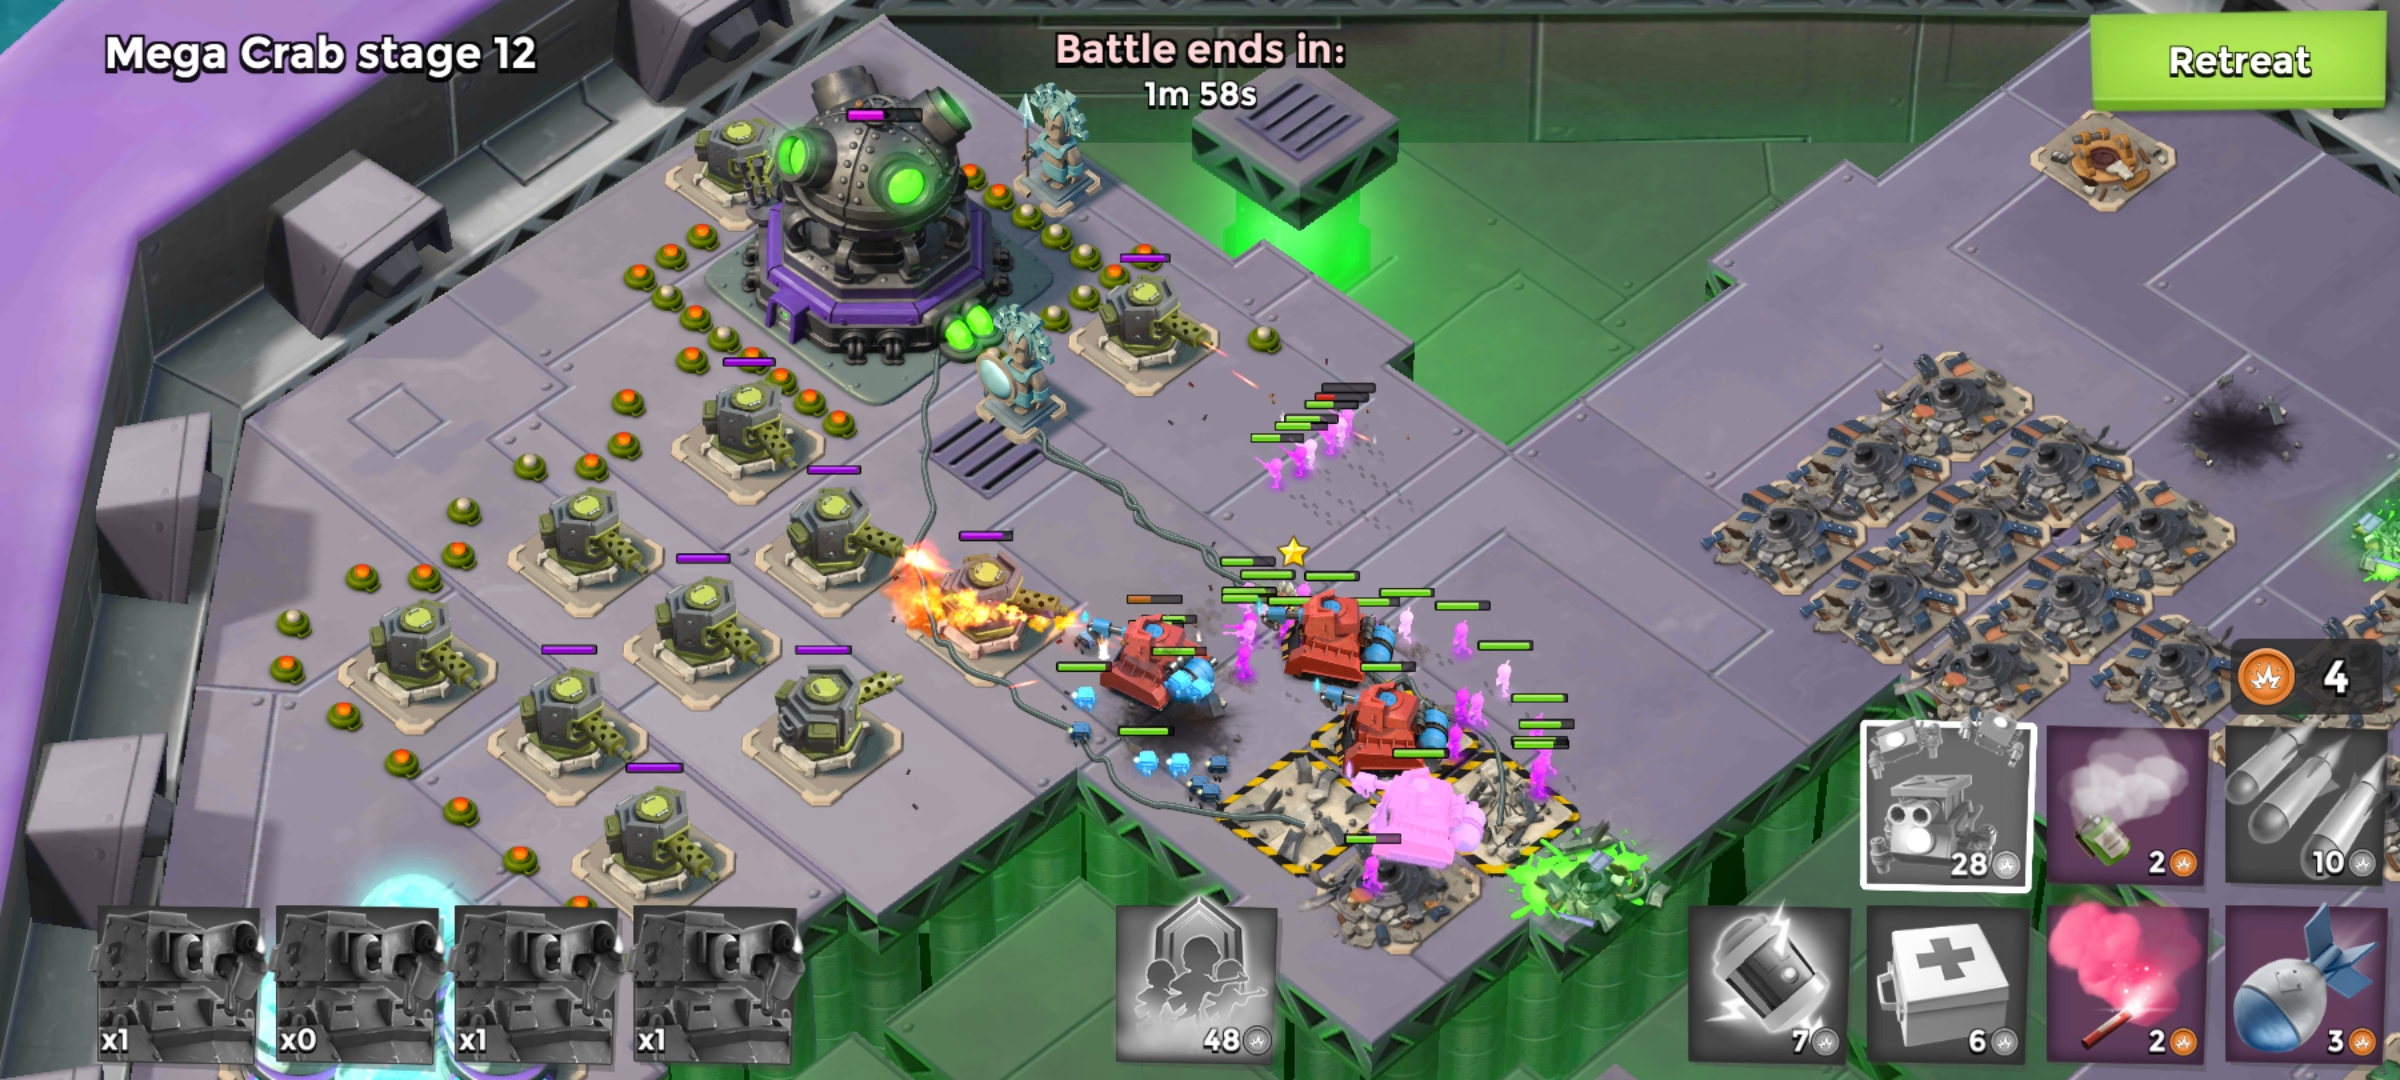 Mega Crab stage 12
Battle ends in:
1m 58s
Retreat
4
28
2
10
x1
x0
x1
x1
48
7
6
2
3